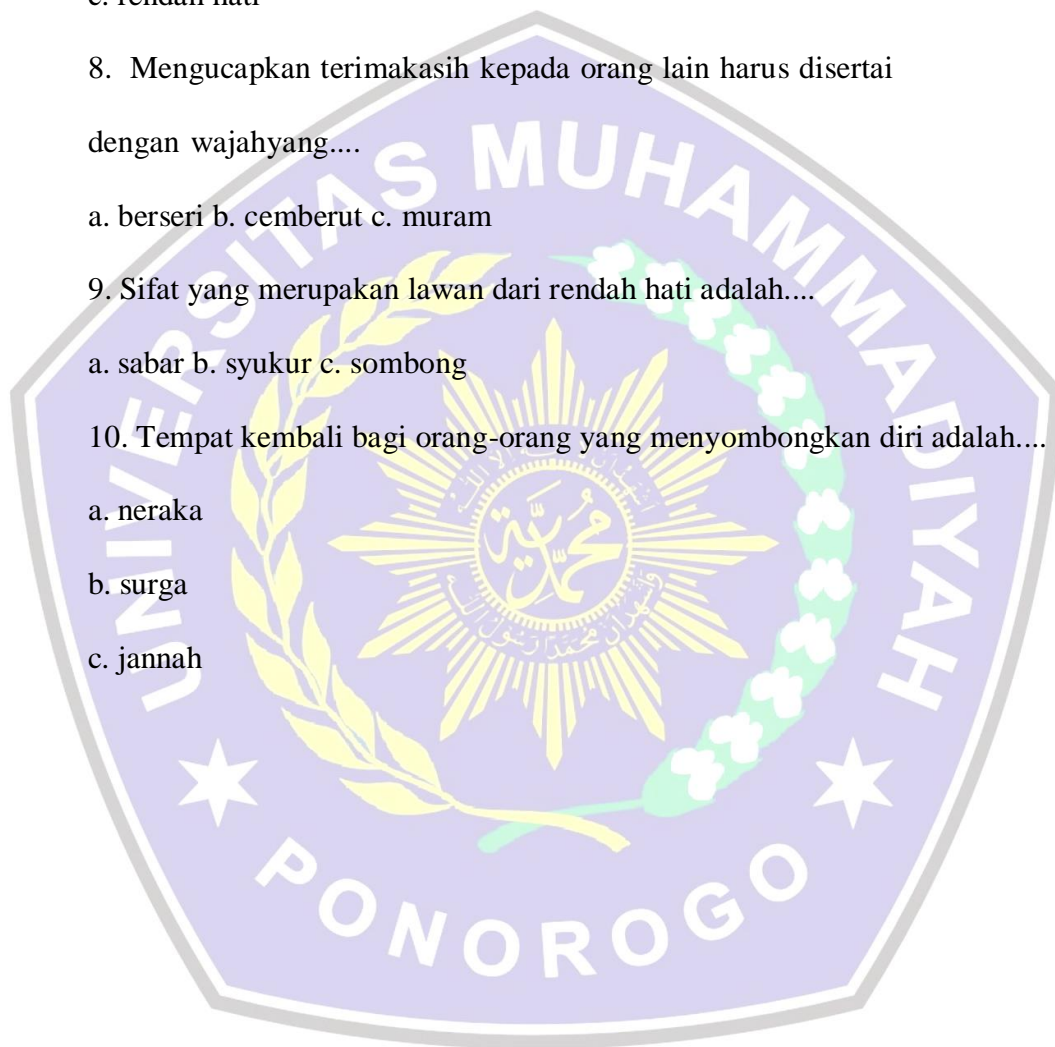 c. rendah hati
8. Mengucapkan terimakasih kepada orang lain harus disertai
dengan wajahyang....
a. berseri b. cemberut c. muram
9. Sifat yang merupakan lawan dari rendah hati adalah....
a. sabar b. syukur c. sombong
10. Tempat kembali bagi orang-orang yang menyombongkan diri adalah....
a. neraka
b. surga
c. jannah
UNIVERSITAS MUHAMMADIYAH
PONOROGO
محمدية